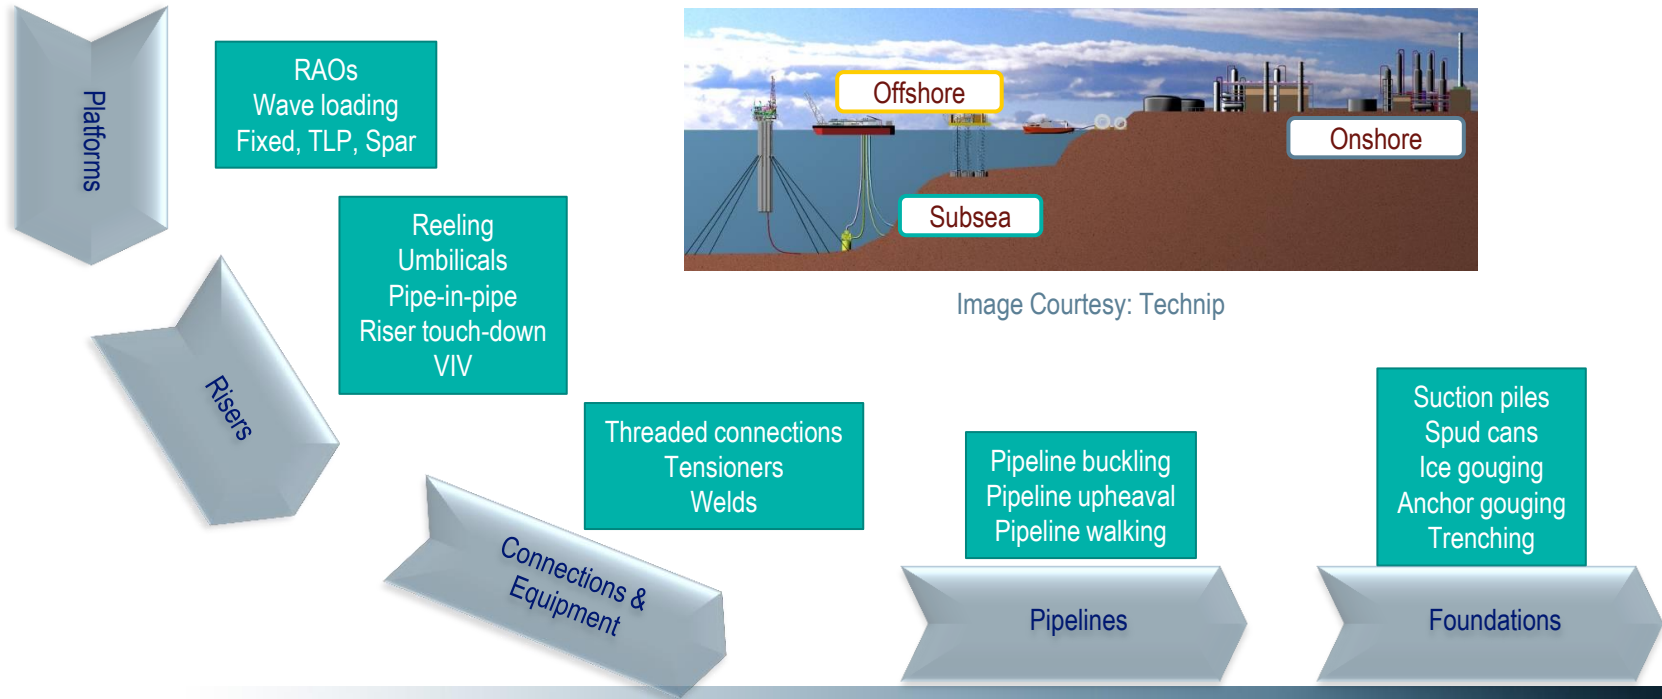 Platforms
RAOs
Wave loading
Fixed, TLP, Spar
Offshore
Onshore
Subsea
Image Courtesy: Technip
Risers
Reeling
Umbilicals
Pipe-in-pipe
Riser touch-down
VIV
Connections &
Equipment
Threaded connections
Tensioners
Welds
Pipelines
Pipeline buckling
Pipeline upheaval
Pipeline walking
Foundations
Suction piles
Spud cans
Ice gouging
Anchor gouging
Trenching